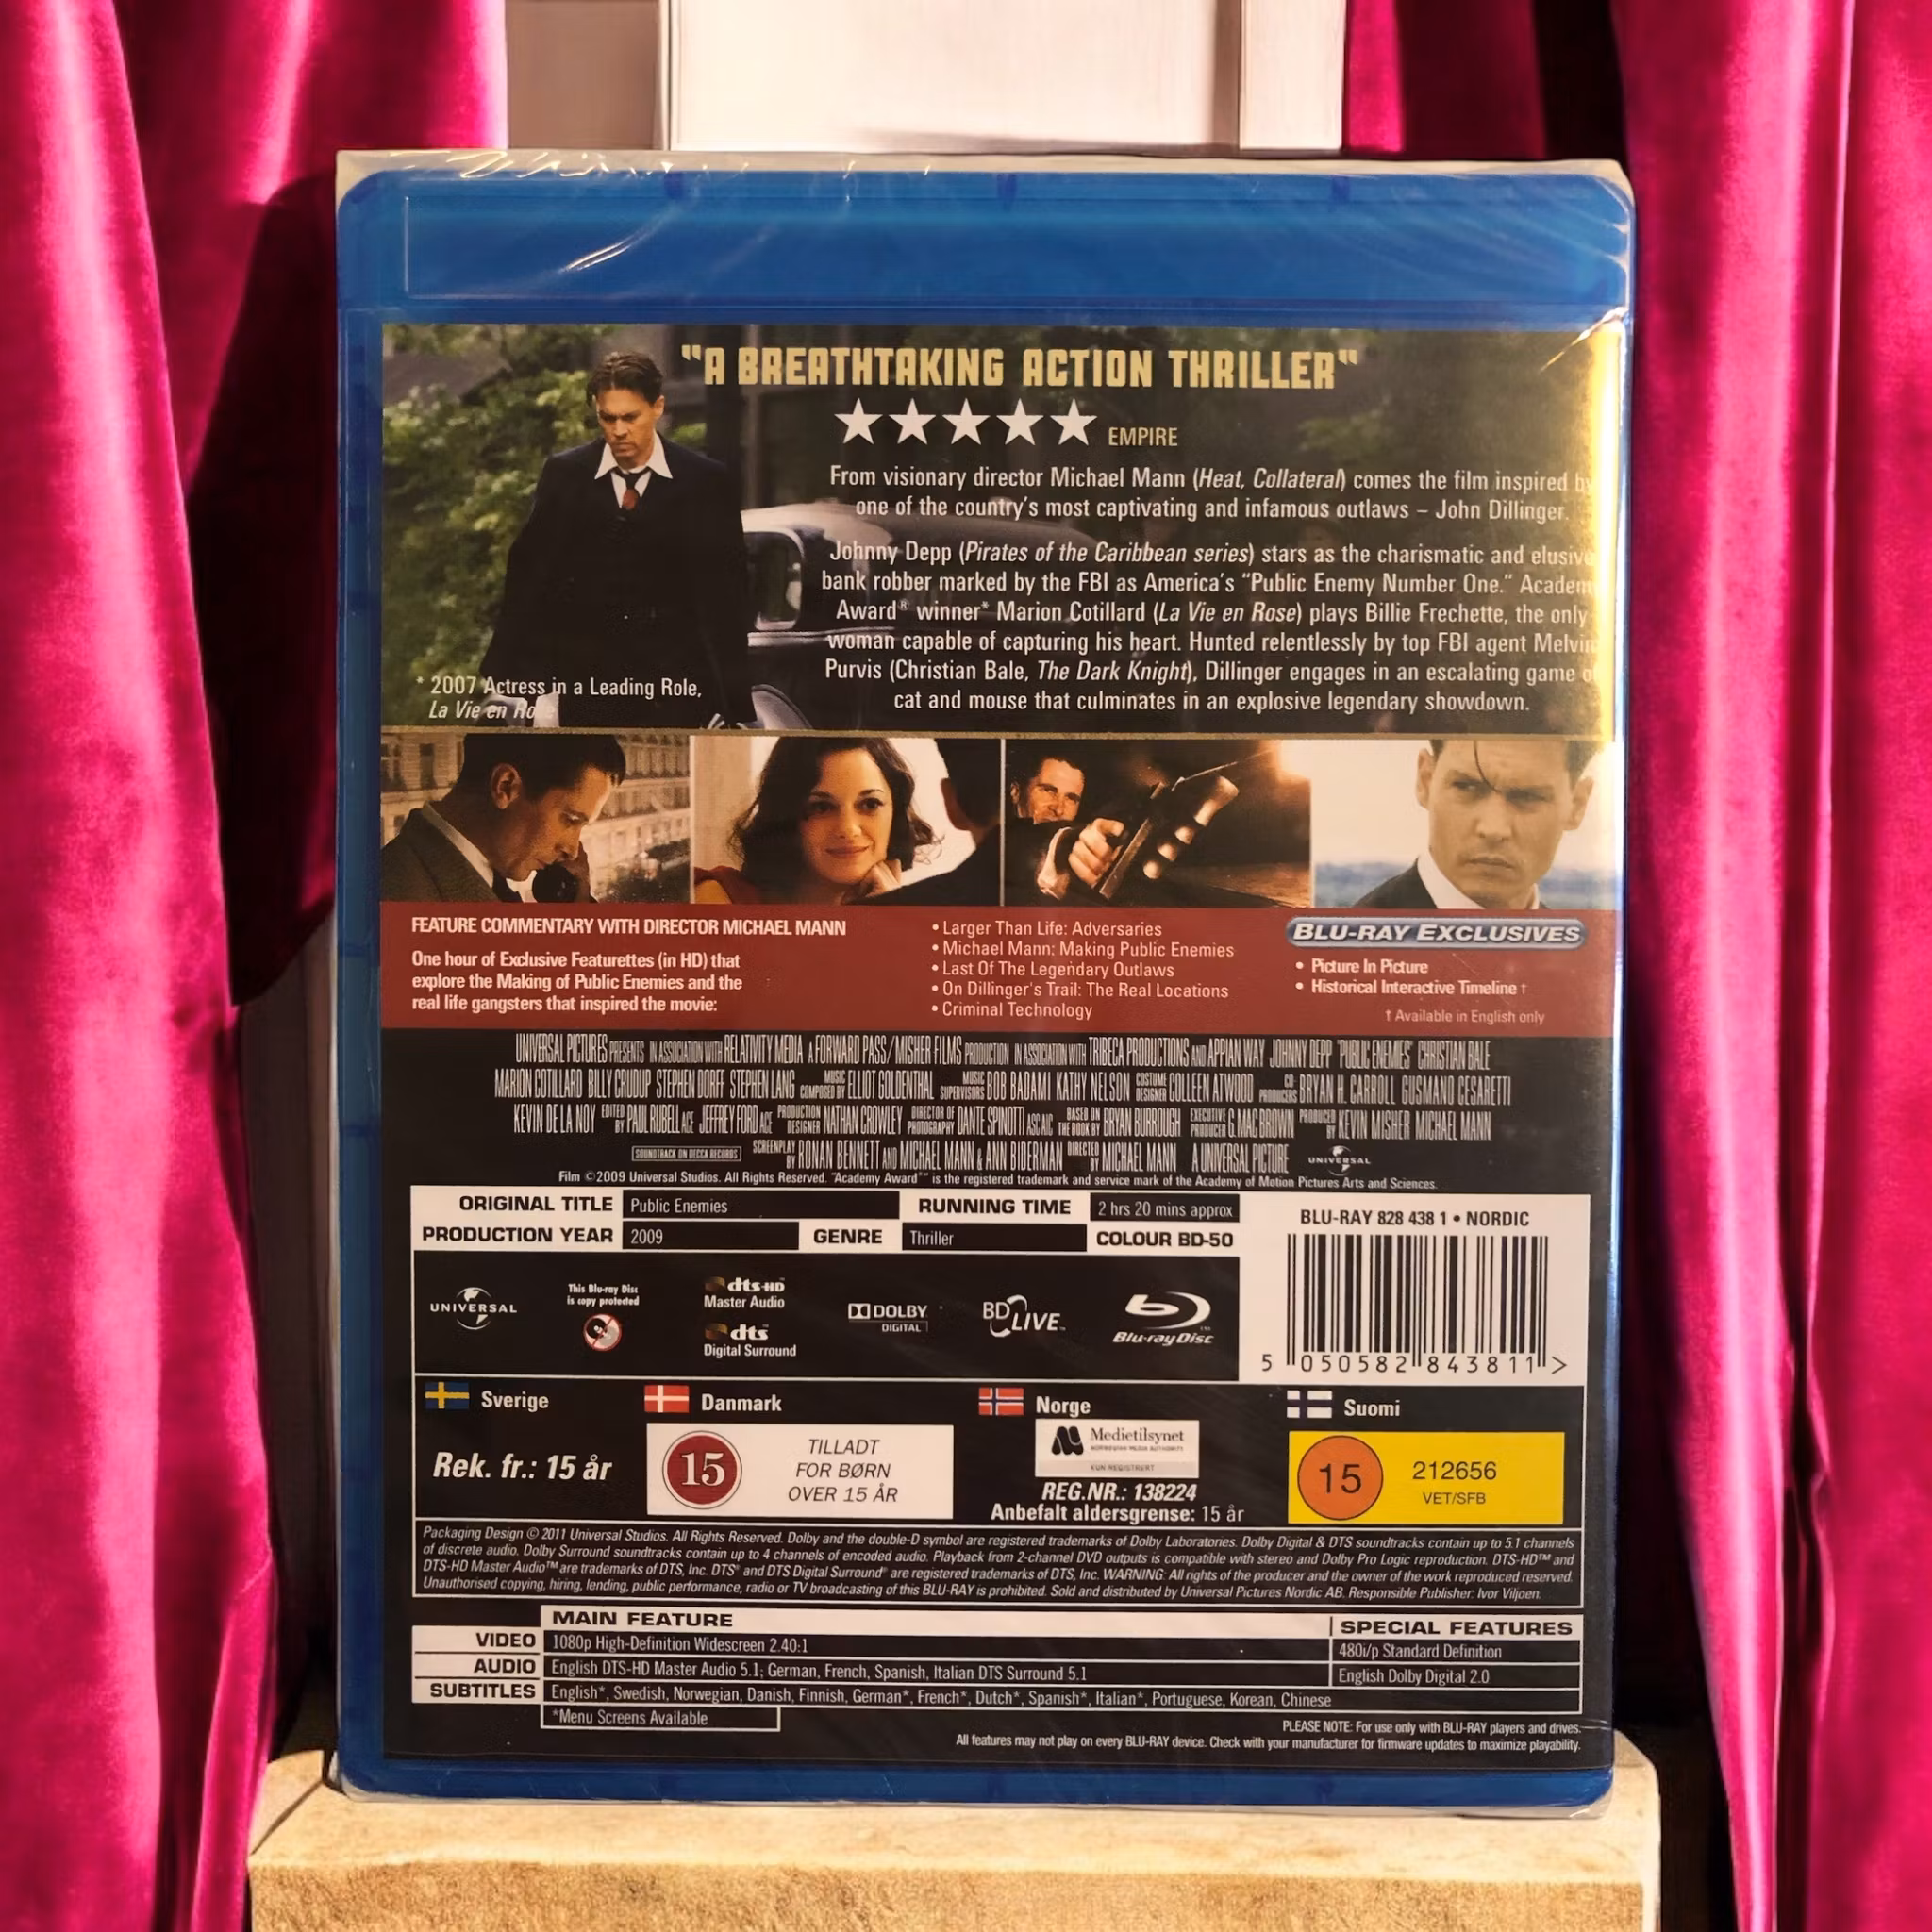 "A BREATHTAKING ACTION THRILLER"
EMPIRE
From visionary director Michael Mann (Heat, Collateral) comes the film inspired by
one of the country's most captivating and infamous outlaws – John Dillinger.
Johnny Depp (Pirates of the Caribbean series) stars as the charismatic and elusive
bank robber marked by the FBI as America's "Public Enemy Number One." Academ
Award® winner* Marion Cotillard (La Vie en Rose) plays Billie Frechette, the only
woman capable of capturing his heart. Hunted relentlessly by top FBI agent Melvin
Purvis (Christian Bale, The Dark Knight), Dillinger engages in an escalating game of
cat and mouse that culminates in an explosive legendary showdown.
* 2007 Actress in a Leading Role,
La Vie en Rose
FEATURE COMMENTARY WITH DIRECTOR MICHAEL MANN
One hour of Exclusive Featurettes (in HD) that
explore the Making of Public Enemies and the
real life gangsters that inspired the movie:
• Larger Than Life: Adversaries
• Michael Mann: Making Public Enemies
• Last Of The Legendary Outlaws
• On Dillinger's Trail: The Real Locations
• Criminal Technology
BLU-RAY EXCLUSIVES
• Picture In Picture
• Historical Interactive Timeline †
† Available in English only
UNIVERSAL PICTURES PRESENTS IN ASSOCIATION WITH RELATIVITY MEDIA A FORWARD PASS/MISHER FILMS PRODUCTION IN ASSOCIATION WITH TRIBECA PRODUCTIONS AND APPIAN WAY JOHNNY DEPP "PUBLIC ENEMIES" CHRISTIAN BALE
MARION COTILLARD BILLY CRUDUP STEPHEN DORFF STEPHEN LANG MUSIC COMPOSED BY ELLIOT GOLDENTHAL MUSIC SUPERVISORS BOB BADAMI KATHY NELSON COSTUME DESIGNER COLLEEN ATWOOD CO-PRODUCERS BRYAN H. CARROLL GUSMANO CESARETTI
KEVIN DE LA NOY EDITED BY PAUL RUBELL ACE JEFFREY FORD ACE PRODUCTION DESIGNER NATHAN CROWLEY DIRECTOR OF PHOTOGRAPHY DANTE SPINOTTI ASC AIC BASED ON THE BOOK BY BRYAN BURROUGH EXECUTIVE PRODUCER G. MAC BROWN PRODUCED BY KEVIN MISHER MICHAEL MANN
SOUNDTRACK ON DECCA RECORDS SCREENPLAY BY RONAN BENNETT AND MICHAEL MANN & ANN BIDERMAN DIRECTED BY MICHAEL MANN A UNIVERSAL PICTURE UNIVERSAL
Film ©2009 Universal Studios. All Rights Reserved. "Academy Award®" is the registered trademark and service mark of the Academy of Motion Pictures Arts and Sciences.
ORIGINAL TITLE Public Enemies RUNNING TIME 2 hrs 20 mins approx
PRODUCTION YEAR 2009 GENRE Thriller COLOUR BD-50
BLU-RAY 828 438 1 • NORDIC
5 050582 843811 >
UNIVERSAL
This Blu-ray Disc
is copy protected
dts-HD
Master Audio
dts
Digital Surround
DOLBY
DIGITAL
BD LIVE™
Blu-ray Disc
Sverige
Rek. fr.: 15 år
Danmark
15
TILLADT
FOR BØRN
OVER 15 ÅR
Norge
Medietilsynet
NORWEGIAN MEDIA AUTHORITY
KUN REGISTRERT
REG.NR.: 138224
Anbefalt aldersgrense: 15 år
Suomi
15
212656
VET/SFB
Packaging Design © 2011 Universal Studios. All Rights Reserved. Dolby and the double-D symbol are registered trademarks of Dolby Laboratories. Dolby Digital & DTS soundtracks contain up to 5.1 channels
of discrete audio. Dolby Surround soundtracks contain up to 4 channels of encoded audio. Playback from 2-channel DVD outputs is compatible with stereo and Dolby Pro Logic reproduction. DTS-HD™ and
DTS-HD Master Audio™ are trademarks of DTS, Inc. DTS® and DTS Digital Surround® are registered trademarks of DTS, Inc. WARNING: All rights of the producer and the owner of the work reproduced reserved.
Unauthorised copying, hiring, lending, public performance, radio or TV broadcasting of this BLU-RAY is prohibited. Sold and distributed by Universal Pictures Nordic AB. Responsible Publisher: Ivor Viljoen.
MAIN FEATURE SPECIAL FEATURES
VIDEO 1080p High-Definition Widescreen 2.40:1 480i/p Standard Definition
AUDIO English DTS-HD Master Audio 5.1; German, French, Spanish, Italian DTS Surround 5.1 English Dolby Digital 2.0
SUBTITLES English*, Swedish, Norwegian, Danish, Finnish, German*, French*, Dutch*, Spanish*, Italian*, Portuguese, Korean, Chinese
*Menu Screens Available
PLEASE NOTE: For use only with BLU-RAY players and drives.
All features may not play on every BLU-RAY device. Check with your manufacturer for firmware updates to maximize playability.